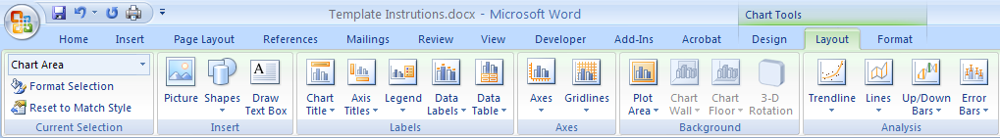 Template Instrutions.docx - Microsoft Word
Chart Tools
Home Insert Page Layout References Mailings Review View Developer Add-Ins Acrobat Design Layout Format
Chart Area
Format Selection
Reset to Match Style
Current Selection
Picture
Shapes
Draw
Text Box
Insert
Chart
Title
Axis
Titles
Legend
Data
Labels
Data
Table
Labels
Axes
Gridlines
Axes
Plot
Area
Chart
Wall
Chart
Floor
3-D
Rotation
Background
Trendline
Lines
Up/Down
Bars
Error
Bars
Analysis